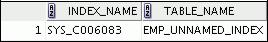 INDEX_NAME TABLE_NAME
1 SYS_C006083 EMP_UNNAMED_INDEX